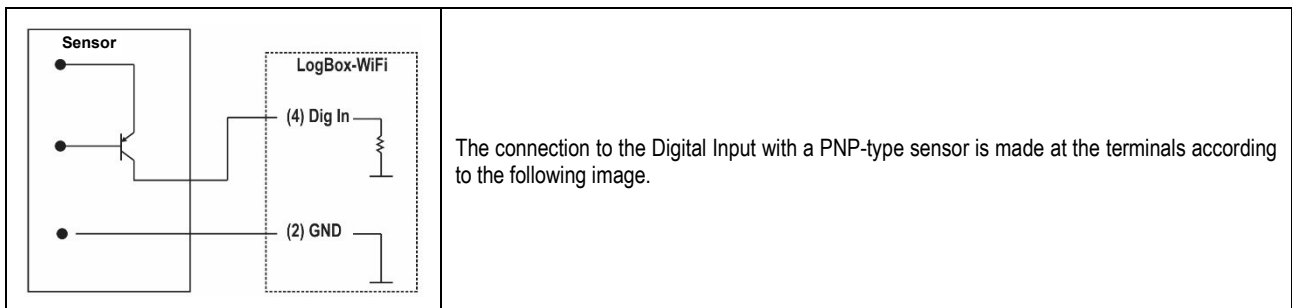 Sensor
LogBox-WiFi
(4) Dig In
(2) GND
The connection to the Digital Input with a PNP-type sensor is made at the terminals according
to the following image.